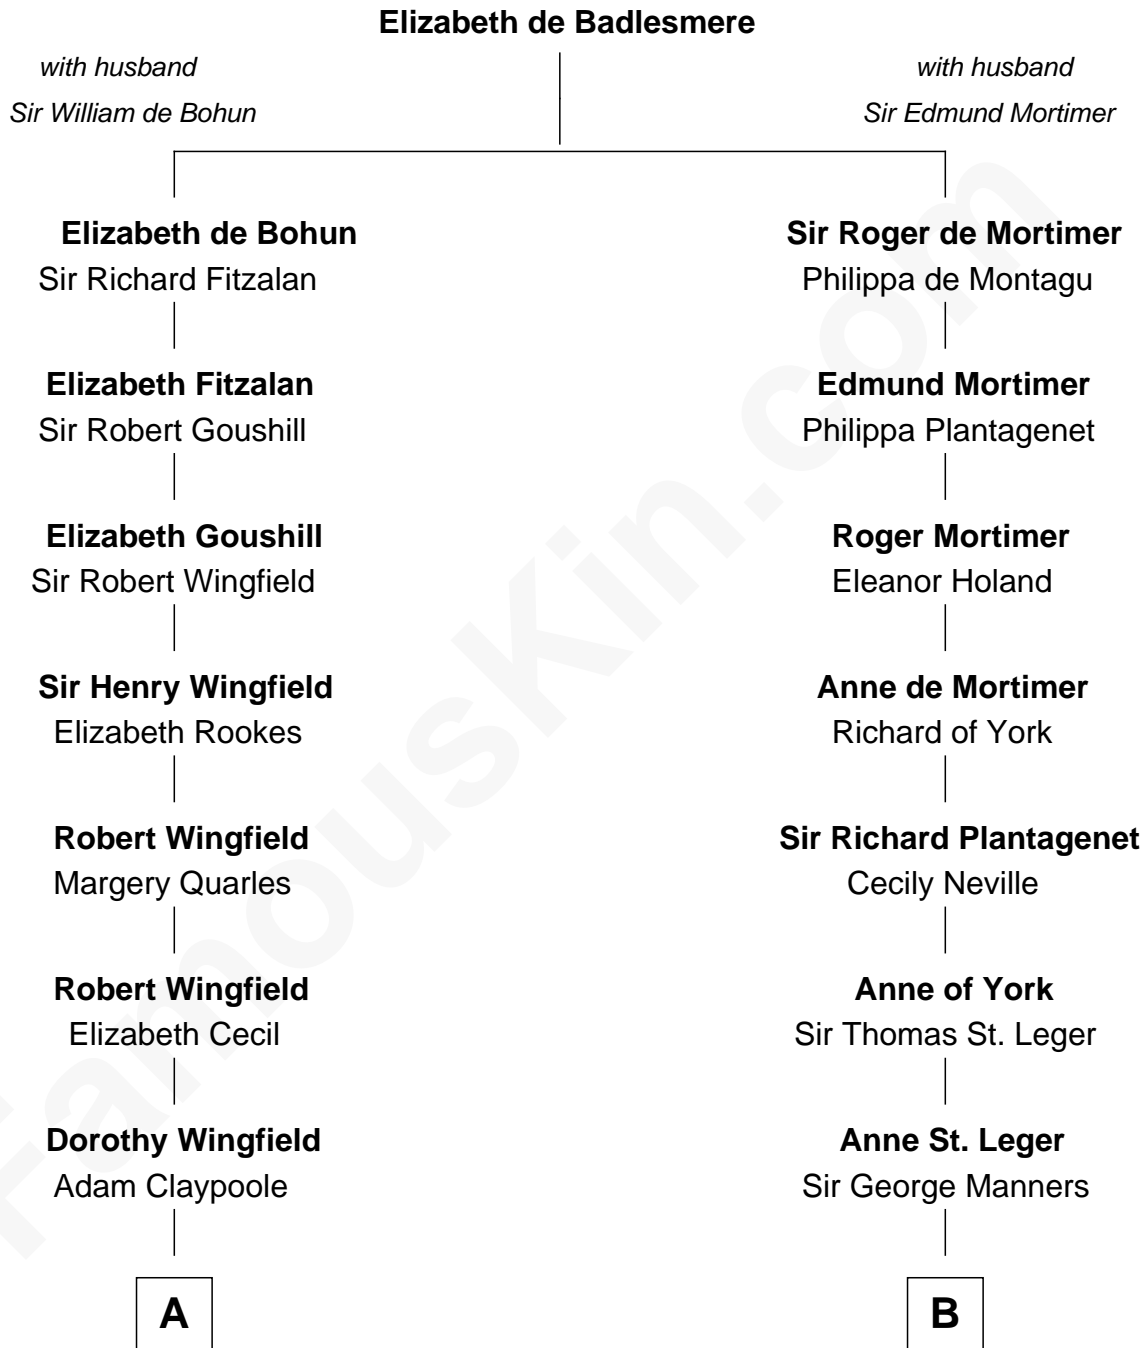 Elizabeth de Badlesmere
with husband
Sir William de Bohun
with husband
Sir Edmund Mortimer
Elizabeth de Bohun
Sir Richard Fitzalan
Sir Roger de Mortimer
Philippa de Montagu
Elizabeth Fitzalan
Sir Robert Goushill
Edmund Mortimer
Philippa Plantagenet
Elizabeth Goushill
Sir Robert Wingfield
Roger Mortimer
Eleanor Holand
Sir Henry Wingfield
Elizabeth Rookes
Anne de Mortimer
Richard of York
Robert Wingfield
Margery Quarles
Sir Richard Plantagenet
Cecily Neville
Robert Wingfield
Elizabeth Cecil
Anne of York
Sir Thomas St. Leger
Dorothy Wingfield
Adam Claypoole
Anne St. Leger
Sir George Manners
A
B
FamousKin.com